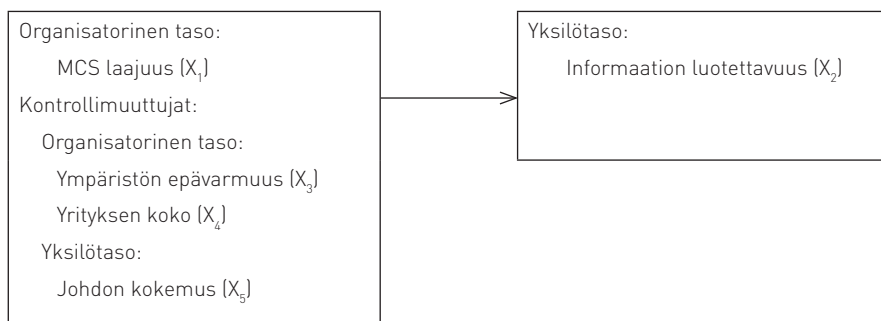 Organisatorinen taso:
MCS laajuus (X₁)
Kontrollimuuttujat:
Organisatorinen taso:
Ympäristön epävarmuus (X₃)
Yrityksen koko (X₄)
Yksilötaso:
Johdon kokemus (X₅)
Yksilötaso:
Informaation luotettavuus (X₂)